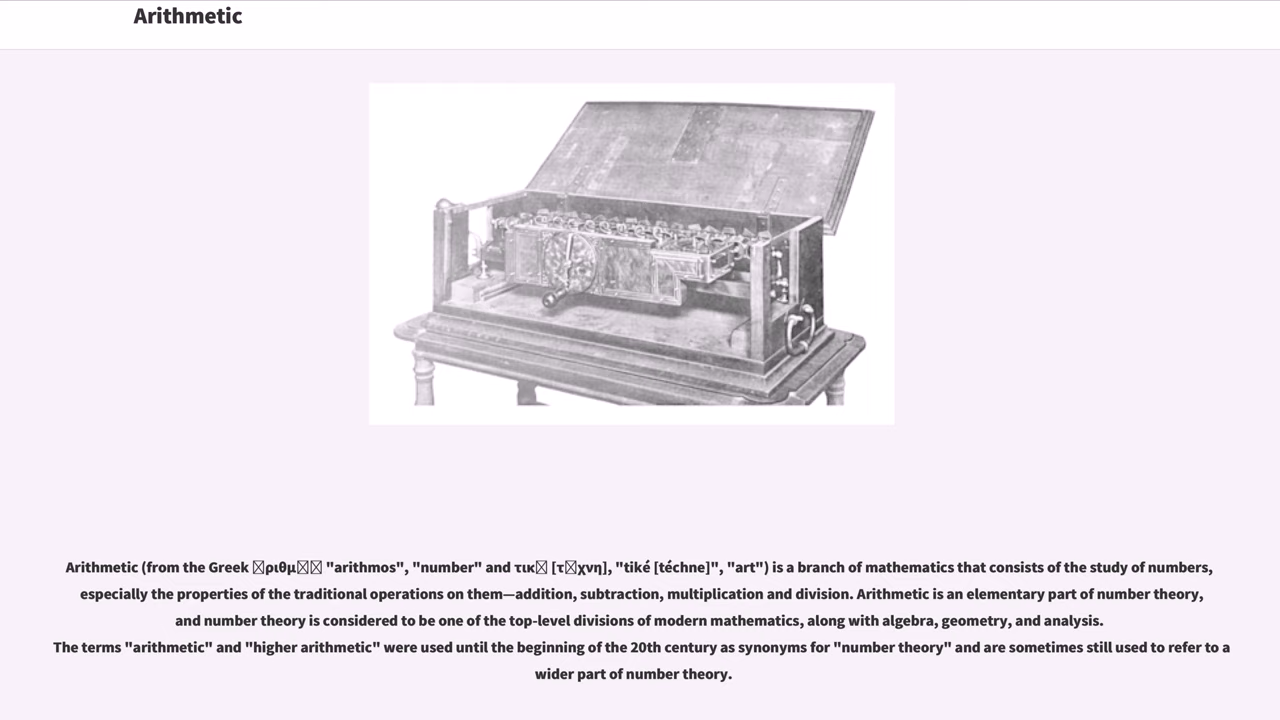 Arithmetic
Arithmetic (from the Greek "arithmos", "number" and [ ], "tiké [téchne]", "art") is a branch of mathematics that consists of the study of numbers,
especially the properties of the traditional operations on them—addition, subtraction, multiplication and division. Arithmetic is an elementary part of number theory,
and number theory is considered to be one of the top-level divisions of modern mathematics, along with algebra, geometry, and analysis.
The terms "arithmetic" and "higher arithmetic" were used until the beginning of the 20th century as synonyms for "number theory" and are sometimes still used to refer to a
wider part of number theory.